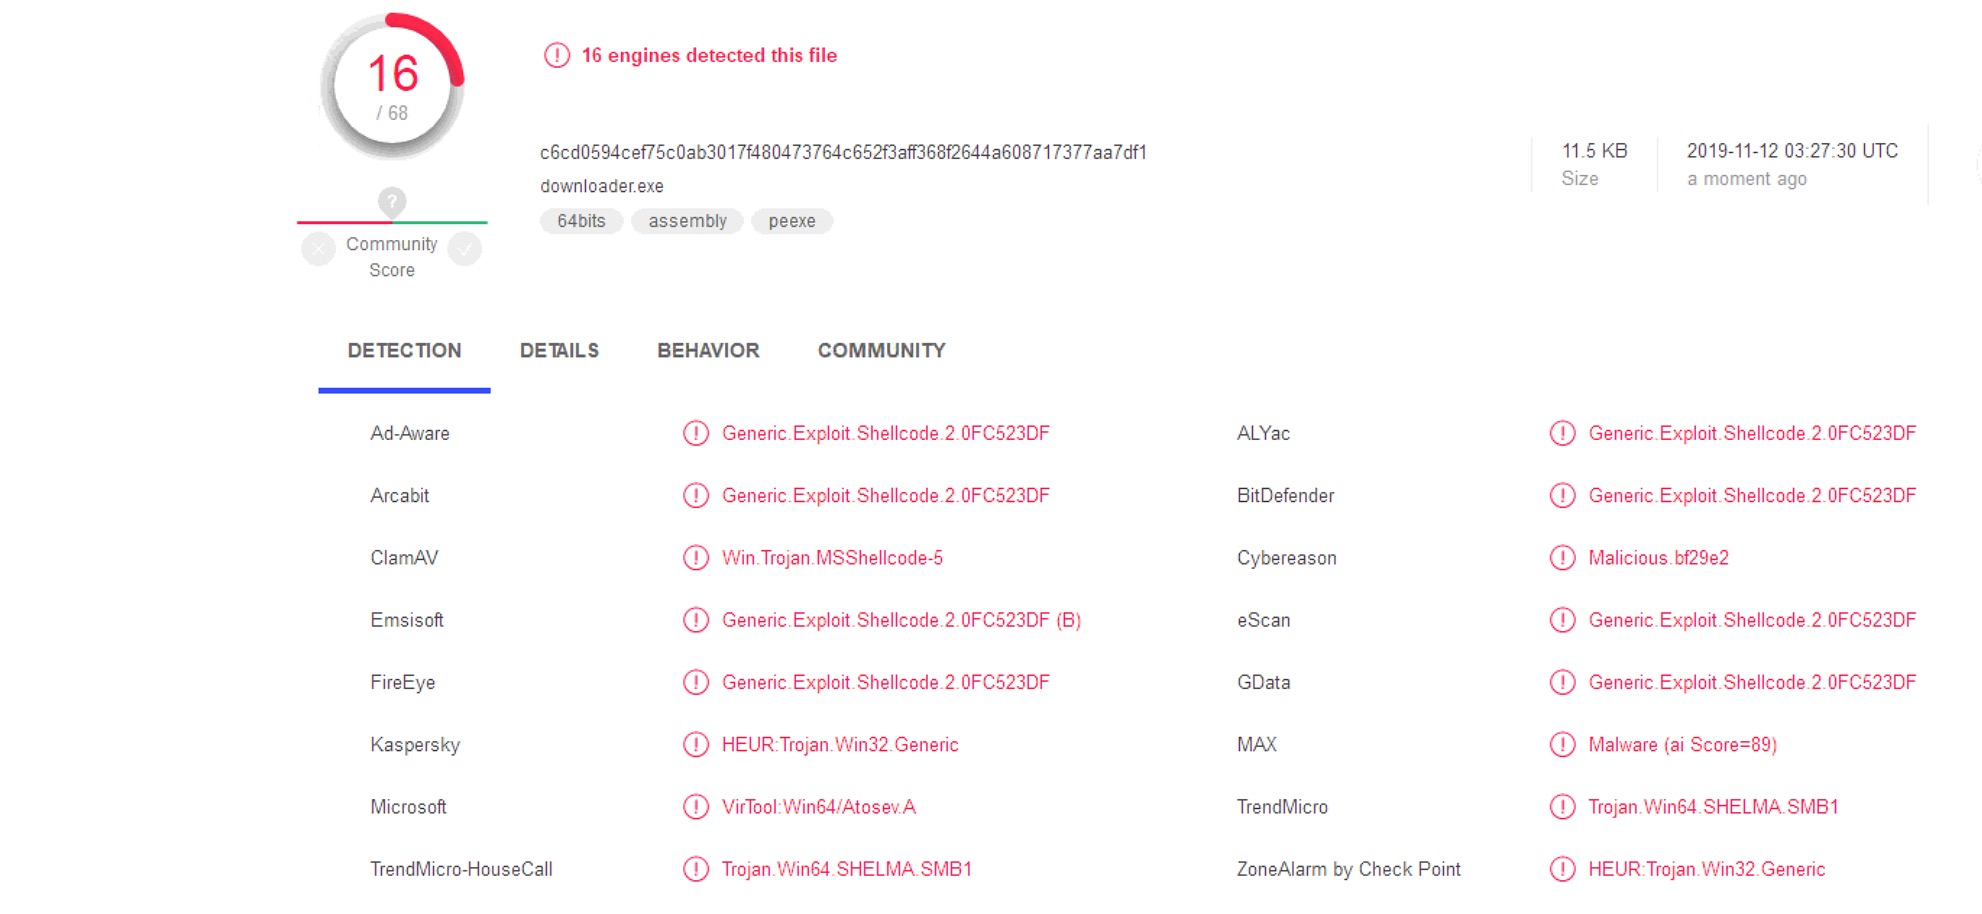 16
/ 68
16 engines detected this file
c6cd0594cef75c0ab3017f480473764c652f3aff368f2644a608717377aa7df1
11.5 KB
2019-11-12 03:27:30 UTC
downloader.exe
Size
a moment ago
?
64bits
assembly
peexe
Community
Score
DETECTION
DETAILS
BEHAVIOR
COMMUNITY
Ad-Aware
Generic.Exploit.Shellcode.2.0FC523DF
ALYac
Generic.Exploit.Shellcode.2.0FC523DF
Arcabit
Generic.Exploit.Shellcode.2.0FC523DF
BitDefender
Generic.Exploit.Shellcode.2.0FC523DF
ClamAV
Win.Trojan.MSShellcode-5
Cybereason
Malicious.bf29e2
Emsisoft
Generic.Exploit.Shellcode.2.0FC523DF (B)
eScan
Generic.Exploit.Shellcode.2.0FC523DF
FireEye
Generic.Exploit.Shellcode.2.0FC523DF
GData
Generic.Exploit.Shellcode.2.0FC523DF
Kaspersky
HEUR:Trojan.Win32.Generic
MAX
Malware (ai Score=89)
Microsoft
VirTool:Win64/Atosev.A
TrendMicro
Trojan.Win64.SHELMA.SMB1
TrendMicro-HouseCall
Trojan.Win64.SHELMA.SMB1
ZoneAlarm by Check Point
HEUR:Trojan.Win32.Generic